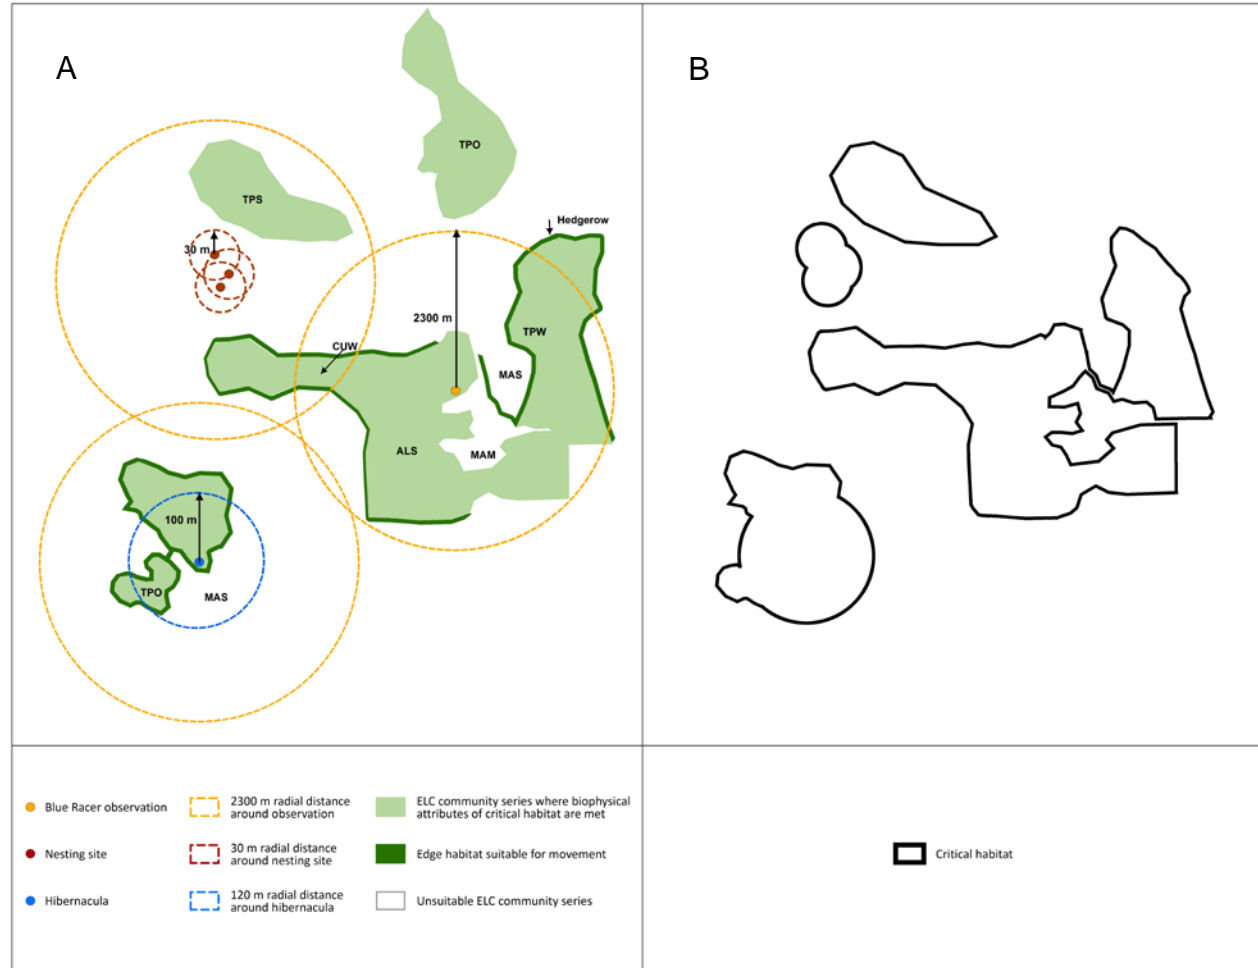 A
B
TPO
TPS
Hedgerow
30 m
2300 m
TPW
CUW
MAS
ALS
MAM
100 m
TPO
MAS
Blue Racer observation
2300 m radial distance
around observation
ELC community series where biophysical
attributes of critical habitat are met
Nesting site
30 m radial distance
around nesting site
Edge habitat suitable for movement
Critical habitat
Hibernacula
120 m radial distance
around hibernacula
Unsuitable ELC community series